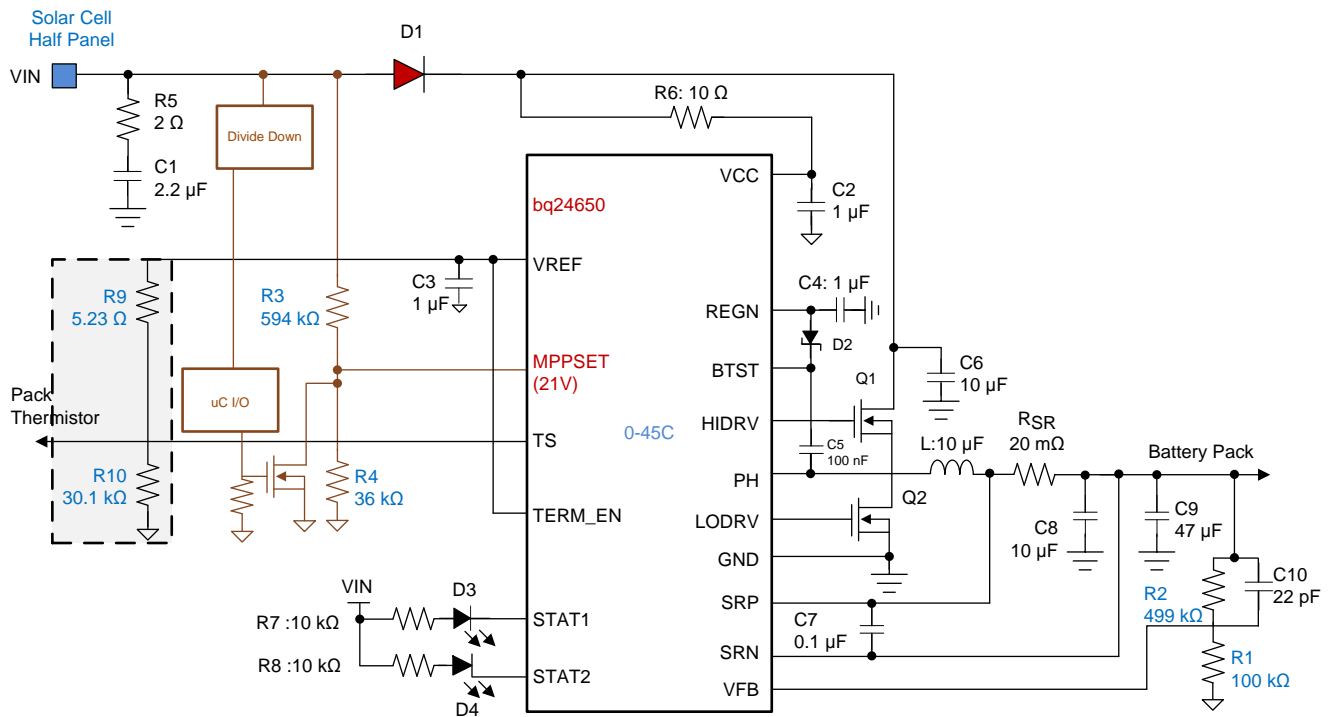 Solar Cell
Half Panel
VIN
D1
R5
2 Ω
C1
2.2 µF
Divide Down
R6: 10 Ω
VCC
C2
1 µF
bq24650
VREF
C3
1 µF
R9
5.23 Ω
R3
594 kΩ
C4: 1 µF
REGN
D2
BTST
MPPSET
(21V)
C6
10 µF
Q1
Pack
Thermistor
uC I/O
HIDRV
TS
0-45C
C5
100 nF
RSR
20 mΩ
L:10 µF
Battery Pack
PH
R10
30.1 kΩ
R4
36 kΩ
Q2
TERM_EN
LODRV
C8
10 µF
C9
47 µF
GND
VIN
D3
R7 :10 kΩ
STAT1
SRP
C7
0.1 µF
R2
499 kΩ
C10
22 pF
R8 :10 kΩ
STAT2
D4
SRN
VFB
R1
100 kΩ